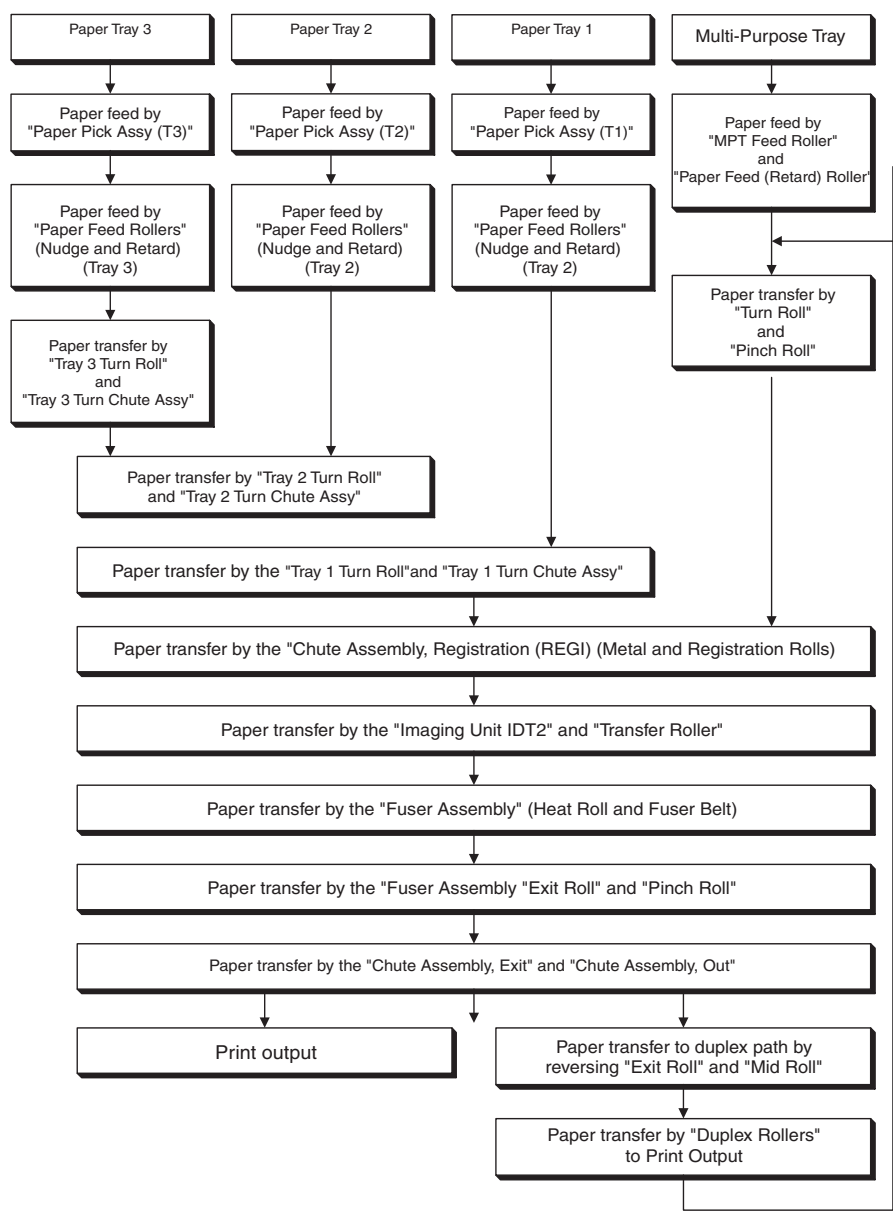 Paper Tray 3
Paper Tray 2
Paper Tray 1
Multi-Purpose Tray
Paper feed by
"Paper Pick Assy (T3)"
Paper feed by
"Paper Pick Assy (T2)"
Paper feed by
"Paper Pick Assy (T1)"
Paper feed by
"MPT Feed Roller"
and
"Paper Feed (Retard) Roller"
Paper feed by
"Paper Feed Rollers"
(Nudge and Retard)
(Tray 3)
Paper feed by
"Paper Feed Rollers"
(Nudge and Retard)
(Tray 2)
Paper feed by
"Paper Feed Rollers"
(Nudge and Retard)
(Tray 2)
Paper transfer by
"Turn Roll"
and
"Pinch Roll"
Paper transfer by
"Tray 3 Turn Roll"
and
"Tray 3 Turn Chute Assy"
Paper transfer by "Tray 2 Turn Roll"
and "Tray 2 Turn Chute Assy"
Paper transfer by the "Tray 1 Turn Roll"and "Tray 1 Turn Chute Assy"
Paper transfer by the "Chute Assembly, Registration (REGI) (Metal and Registration Rolls)
Paper transfer by the "Imaging Unit IDT2" and "Transfer Roller"
Paper transfer by the "Fuser Assembly" (Heat Roll and Fuser Belt)
Paper transfer by the "Fuser Assembly "Exit Roll" and "Pinch Roll"
Paper transfer by the "Chute Assembly, Exit" and "Chute Assembly, Out"
Print output
Paper transfer to duplex path by
reversing "Exit Roll" and "Mid Roll"
Paper transfer by "Duplex Rollers"
to Print Output